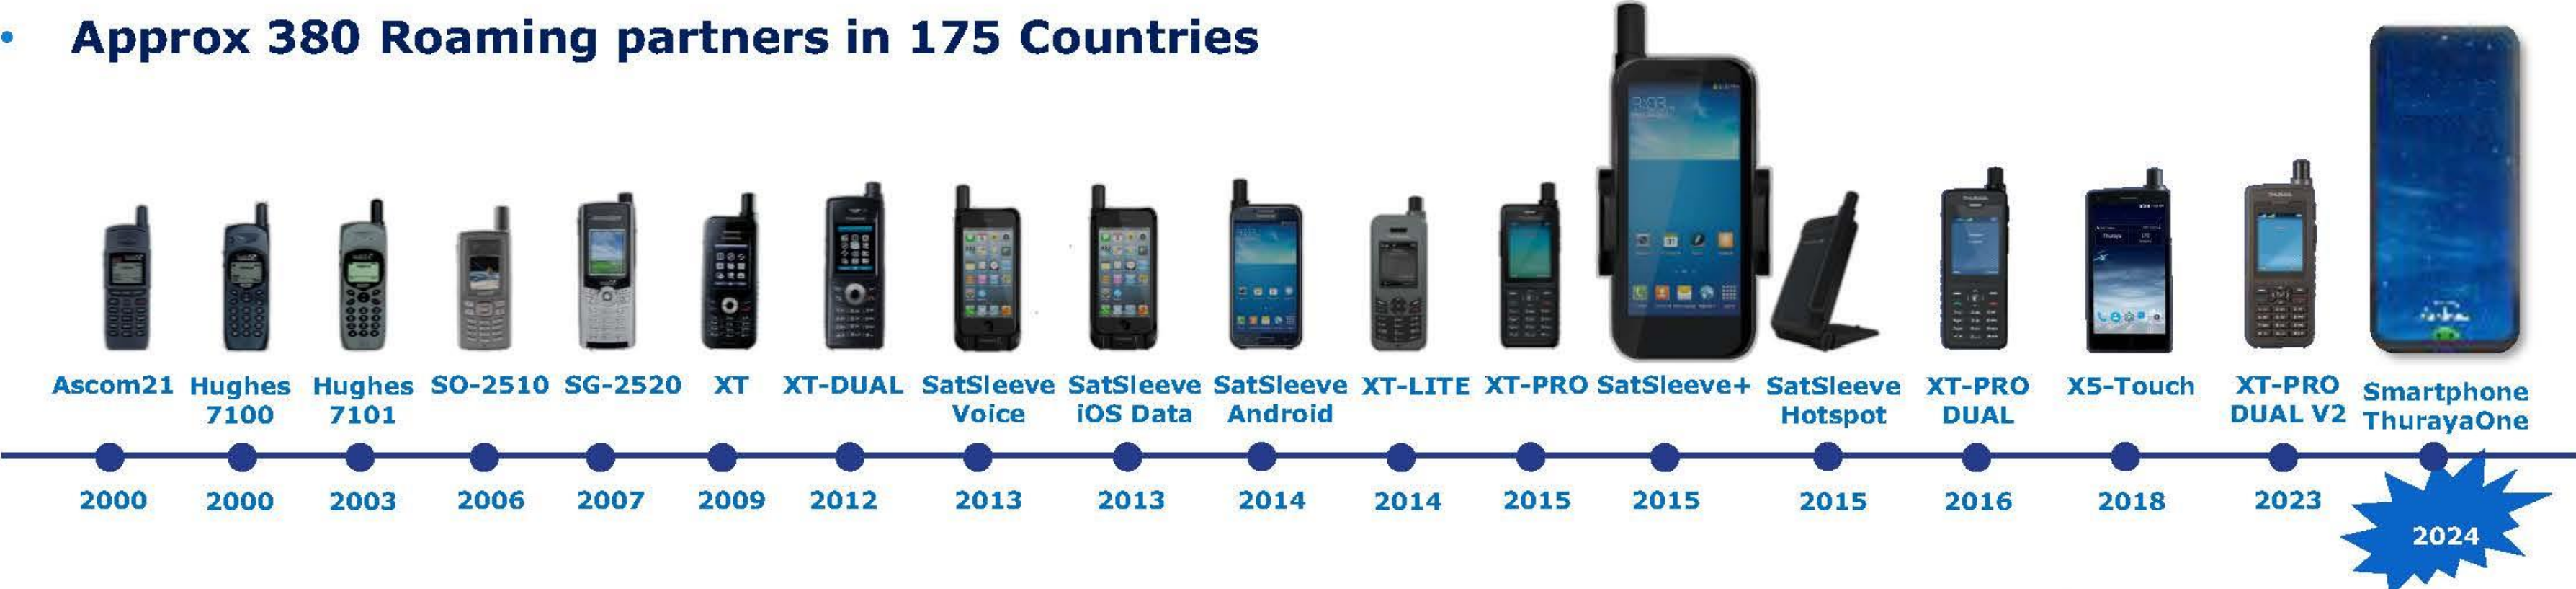 • Approx 380 Roaming partners in 175 Countries
3:03
Ascom21 Hughes Hughes SO-2510 SG-2520 XT XT-DUAL SatSleeve SatSleeve SatSleeve XT-LITE XT-PRO SatSleeve+ SatSleeve XT-PRO X5-Touch XT-PRO Smartphone
7100 7101 Voice iOS Data Android Hotspot DUAL DUAL V2 ThurayaOne
2000 2000 2003 2006 2007 2009 2012 2013 2013 2014 2014 2015 2015 2015 2016 2018 2023
2024